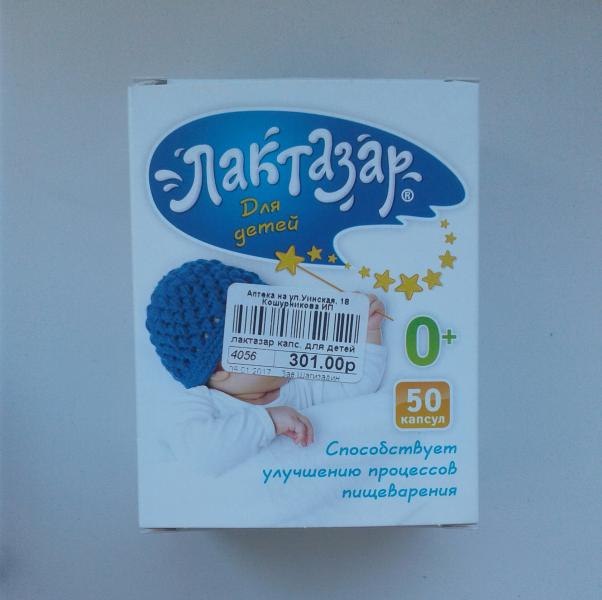 Лактазар®
Для
детей
Аптека на ул.Уинская, 18
Кошурникова ИП
лактазар капс. для детей
4056 301.00р
0+
50
капсул
Способствует
улучшению процессов
пищеварения